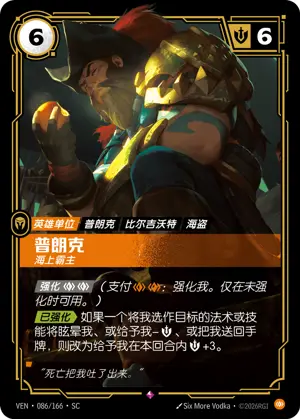 6
6
英雄单位 普朗克 比尔吉沃特 海盗
普朗克
海上霸主
强化 (支付 : 强化我。仅在未强
化时可用。)
已强化 如果一个将我选作目标的法术或技
能将眩晕我、或给予我- 、或把我送回手
牌,则改为给予我在本回合内 +3。
“死亡把我吐了出来。”
VEN · 086/166 · SC Six More Vodka ©2026RGI